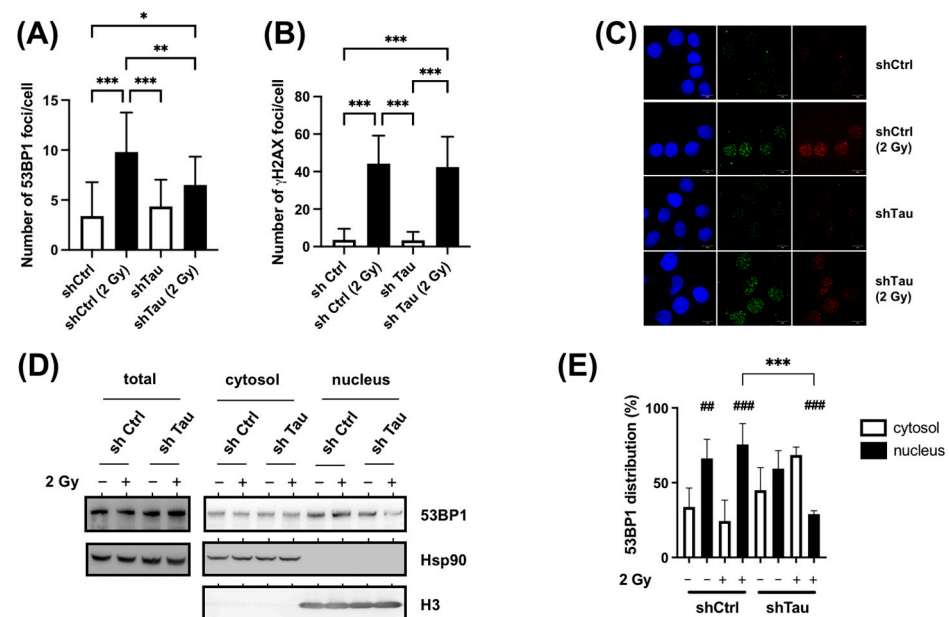 (A)
*
**
***
***
Number of 53BP1 foci/cell
15
10
5
0
shCtrl
shCtrl (2 Gy)
shTau
shTau (2 Gy)
(B)
***
***
***
***
Number of γH2AX foci/cell
80
60
40
20
0
sh Ctrl
sh Ctrl (2 Gy)
sh Tau
sh Tau (2 Gy)
(C)
shCtrl
shCtrl
(2 Gy)
shTau
shTau
(2 Gy)
(D)
total
cytosol
nucleus
sh Ctrl
sh Tau
sh Ctrl
sh Tau
sh Ctrl
sh Tau
2 Gy – + – + – + – + – + – +
53BP1
Hsp90
H3
(E)
***
## ### ###
53BP1 distribution (%)
100
50
0
2 Gy – – + + – – + +
shCtrl shTau
cytosol
nucleus